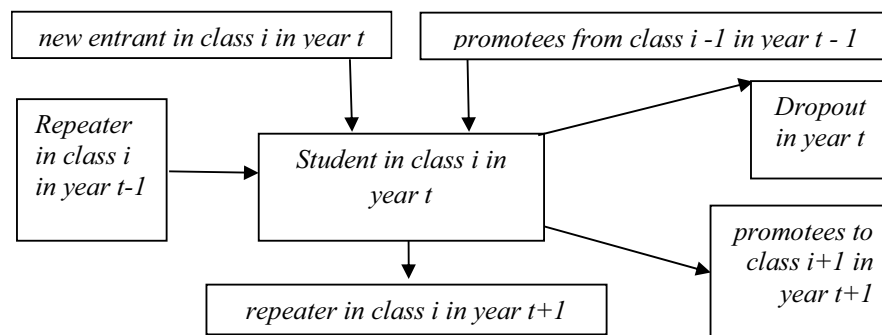 new entrant in class i in year t
promotees from class i -1 in year t - 1
Repeater
in class i
in year t-1
Student in class i in
year t
Dropout
in year t
promotees to
class i+1 in
year t+1
repeater in class i in year t+1